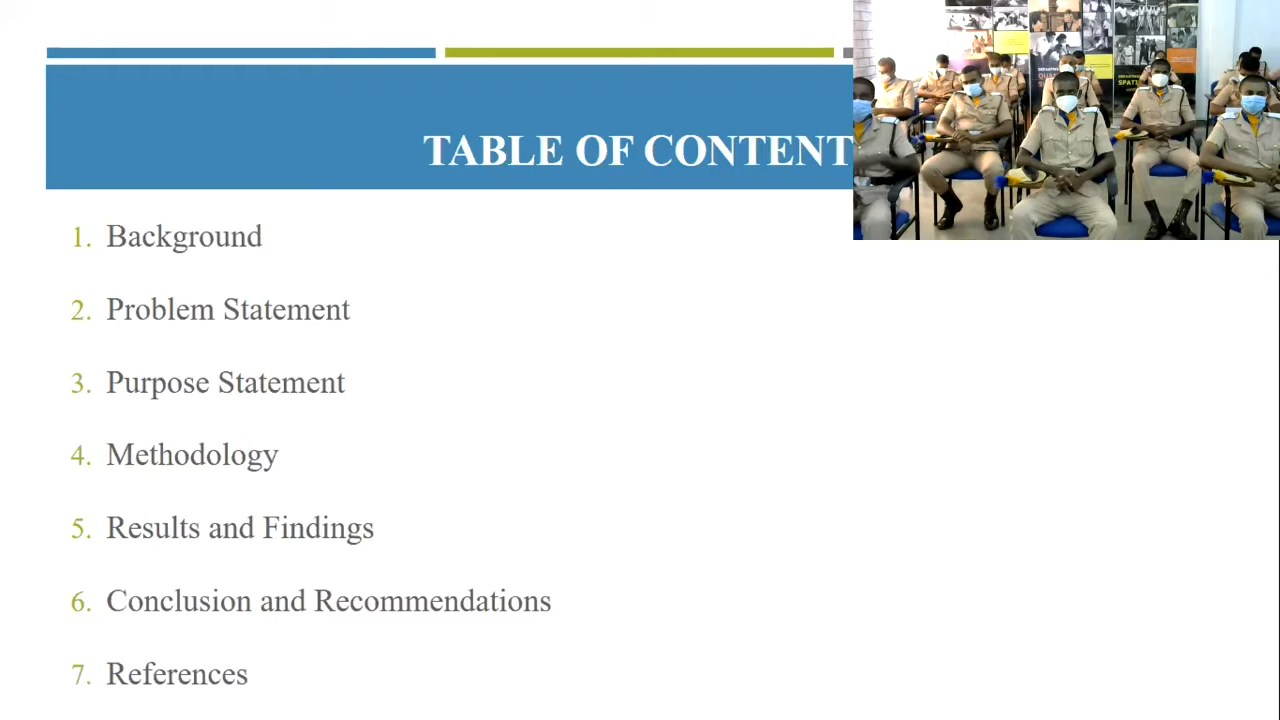 TABLE OF CONTENT
1. Background
2. Problem Statement
3. Purpose Statement
4. Methodology
5. Results and Findings
6. Conclusion and Recommendations
7. References